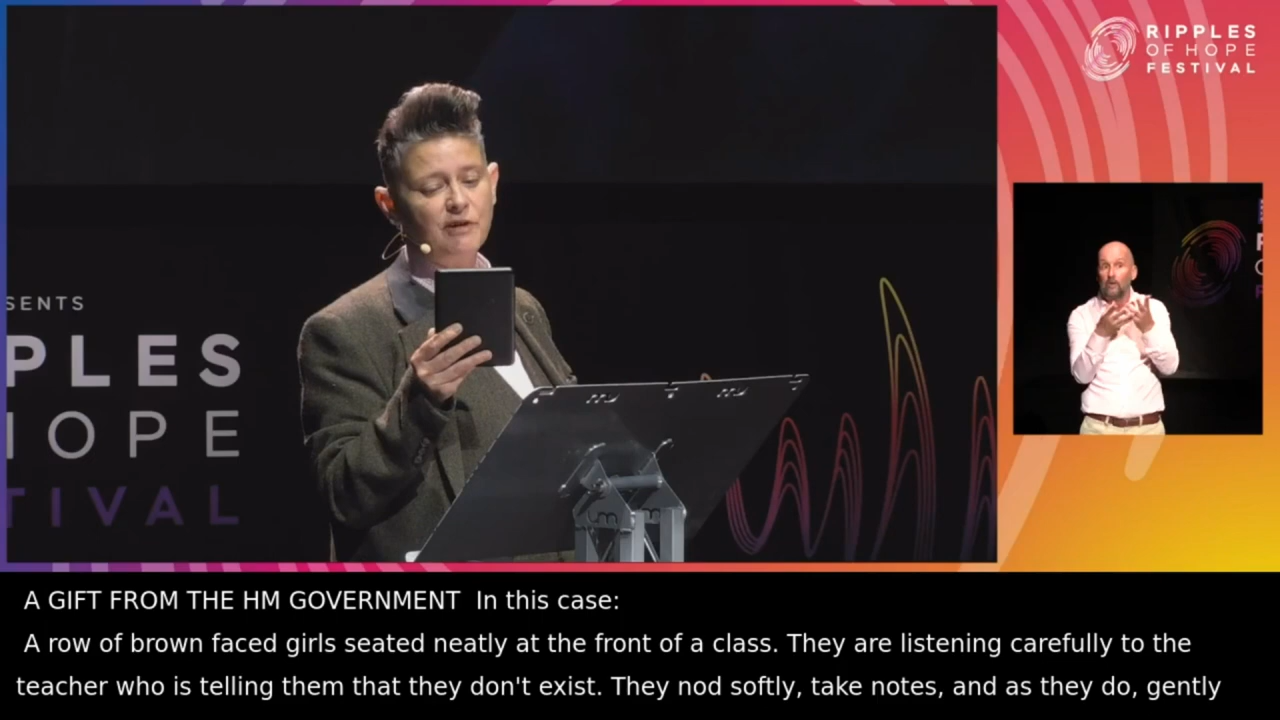 RIPPLES
OF HOPE
FESTIVAL
SENTS
PLES
HOPE
TIVAL
A GIFT FROM THE HM GOVERNMENT  In this case:
A row of brown faced girls seated neatly at the front of a class. They are listening carefully to the
teacher who is telling them that they don't exist. They nod softly, take notes, and as they do, gently